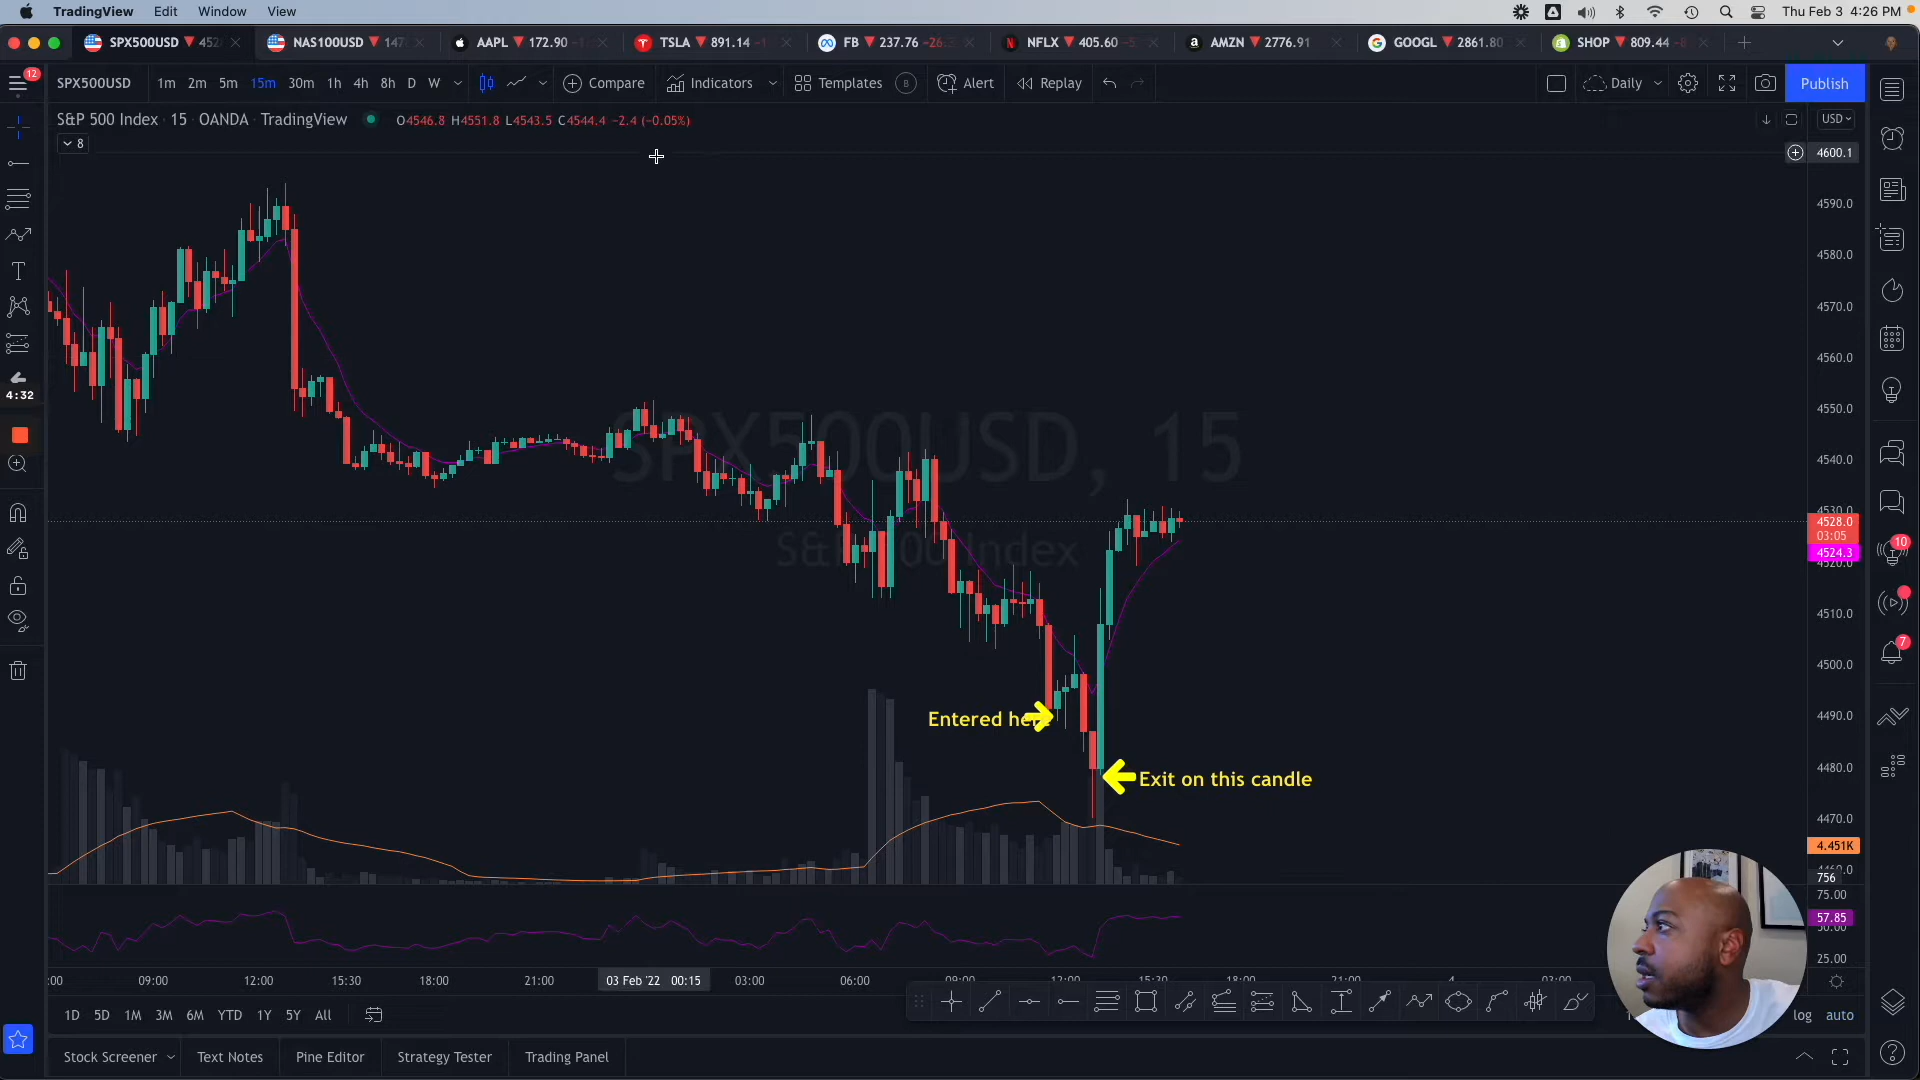 TradingView Edit Window View
Thu Feb 3 4:26 PM
SPX500USD ▼ 452
NAS100USD ▼ 147
AAPL ▼ 172.90
TSLA ▼ 891.14
FB ▼ 237.76
NFLX ▼ 405.60
AMZN ▼ 2776.91
GOOGL ▼ 2861.80
SHOP ▼ 809.44
12
SPX500USD 1m 2m 5m 15m 30m 1h 4h 8h D W
Compare Indicators Templates B Alert Replay
Daily Publish
S&P 500 Index · 15 · OANDA · TradingView
O4546.8 H4551.8 L4543.5 C4544.4 −2.4 (−0.05%)
USD
8
4600.1
4590.0
4580.0
4570.0
4560.0
4:32
4550.0
SPX500USD, 15
S&P 500 Index
4540.0
4530.0
4528.0
03:05
4524.3
4520.0
10
4510.0
7
4500.0
4490.0
Entered here
Exit on this candle
4480.0
4470.0
4.451K
4460.0
756
75.00
57.85
50.00
25.00
:00 09:00 12:00 15:30 18:00 21:00 03 Feb '22 00:15 03:00 06:00 09:00 12:00 15:30 18:00 21:00 4 03:00
1D 5D 1M 3M 6M YTD 1Y 5Y All
log auto
Stock Screener Text Notes Pine Editor Strategy Tester Trading Panel